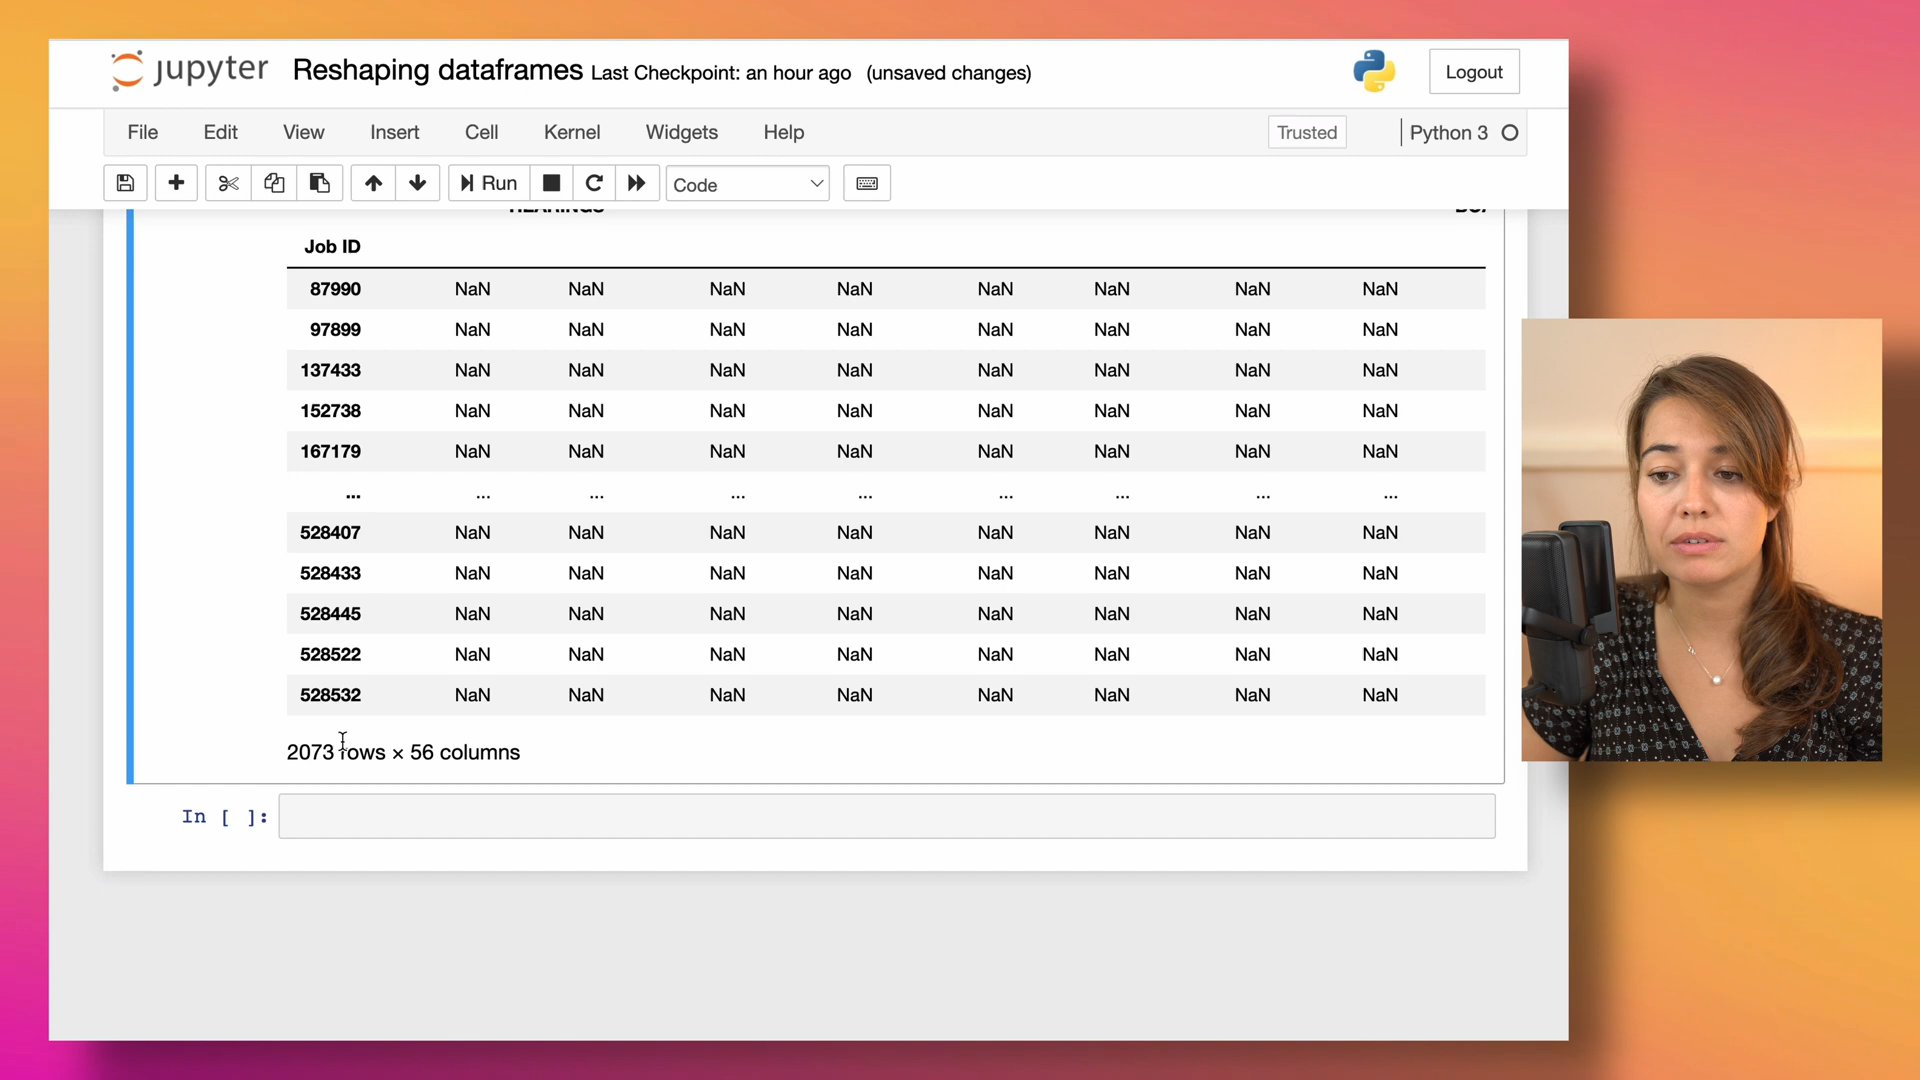 jupyter Reshaping dataframes Last Checkpoint: an hour ago (unsaved changes)
Logout
File Edit View Insert Cell Kernel Widgets Help
Trusted
Python 3
Run
Code
HEARINGS
Job ID
87990 NaN NaN NaN NaN NaN NaN NaN NaN
97899 NaN NaN NaN NaN NaN NaN NaN NaN
137433 NaN NaN NaN NaN NaN NaN NaN NaN
152738 NaN NaN NaN NaN NaN NaN NaN NaN
167179 NaN NaN NaN NaN NaN NaN NaN NaN
... ... ... ... ... ... ... ... ...
528407 NaN NaN NaN NaN NaN NaN NaN NaN
528433 NaN NaN NaN NaN NaN NaN NaN NaN
528445 NaN NaN NaN NaN NaN NaN NaN NaN
528522 NaN NaN NaN NaN NaN NaN NaN NaN
528532 NaN NaN NaN NaN NaN NaN NaN NaN
2073 rows × 56 columns
In [ ]: